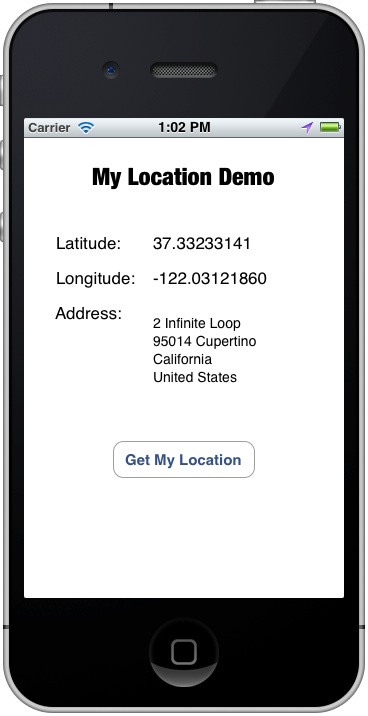 Carrier 1:02 PM
My Location Demo
Latitude: 37.33233141
Longitude: -122.03121860
Address:
2 Infinite Loop
95014 Cupertino
California
United States
Get My Location